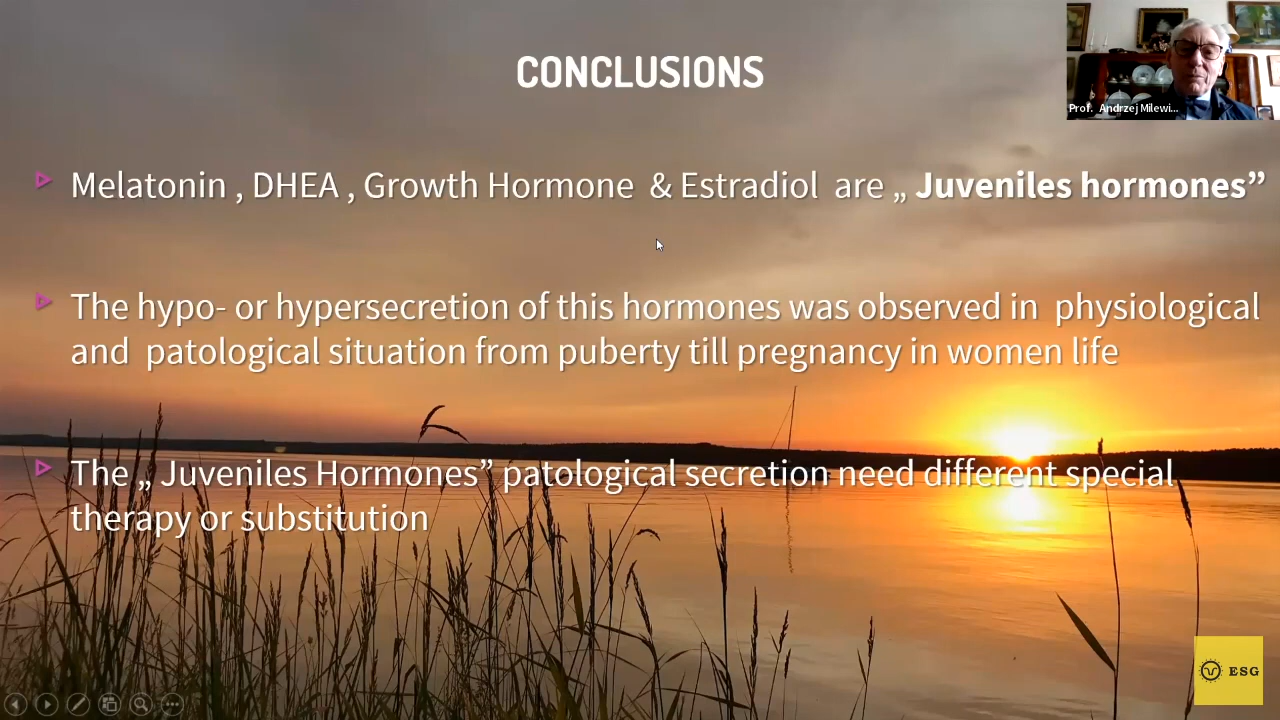 CONCLUSIONS
Prof. Andrzej Milewi...
Melatonin , DHEA , Growth Hormone & Estradiol are „ Juveniles hormones”
The hypo- or hypersecretion of this hormones was observed in physiological
and patological situation from puberty till pregnancy in women life
The „ Juveniles Hormones” patological secretion need different special
therapy or substitution
ESG